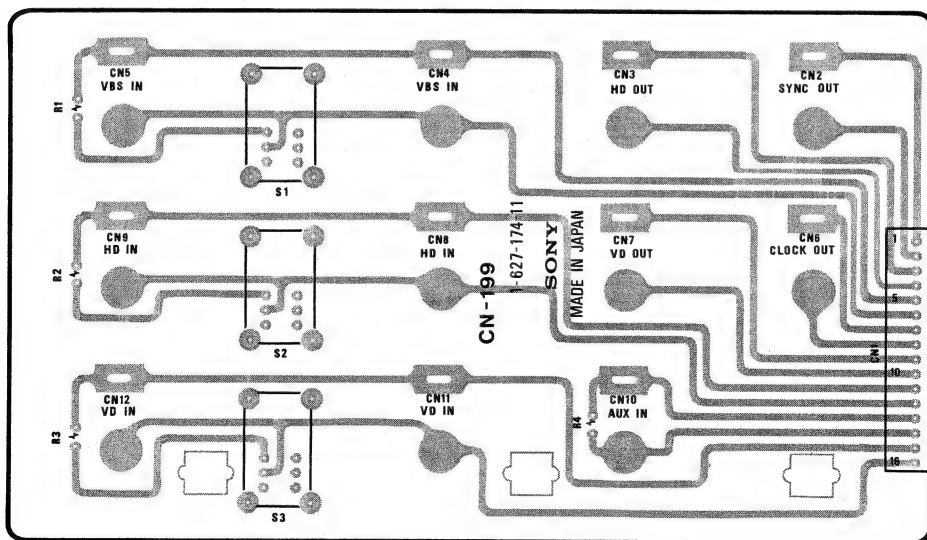 CN5
VBS IN
CN4
VBS IN
CN3
HD OUT
CN2
SYNC OUT
R1
S1
CN9
HD IN
CN8
HD IN
CN7
VD OUT
CN6
CLOCK OUT
R2
S2
CN-199
1-627-174-11
SONY
MADE IN JAPAN
1
5
CN1
10
16
CN12
VD IN
CN11
VD IN
CN10
AUX IN
R3
R4
S3